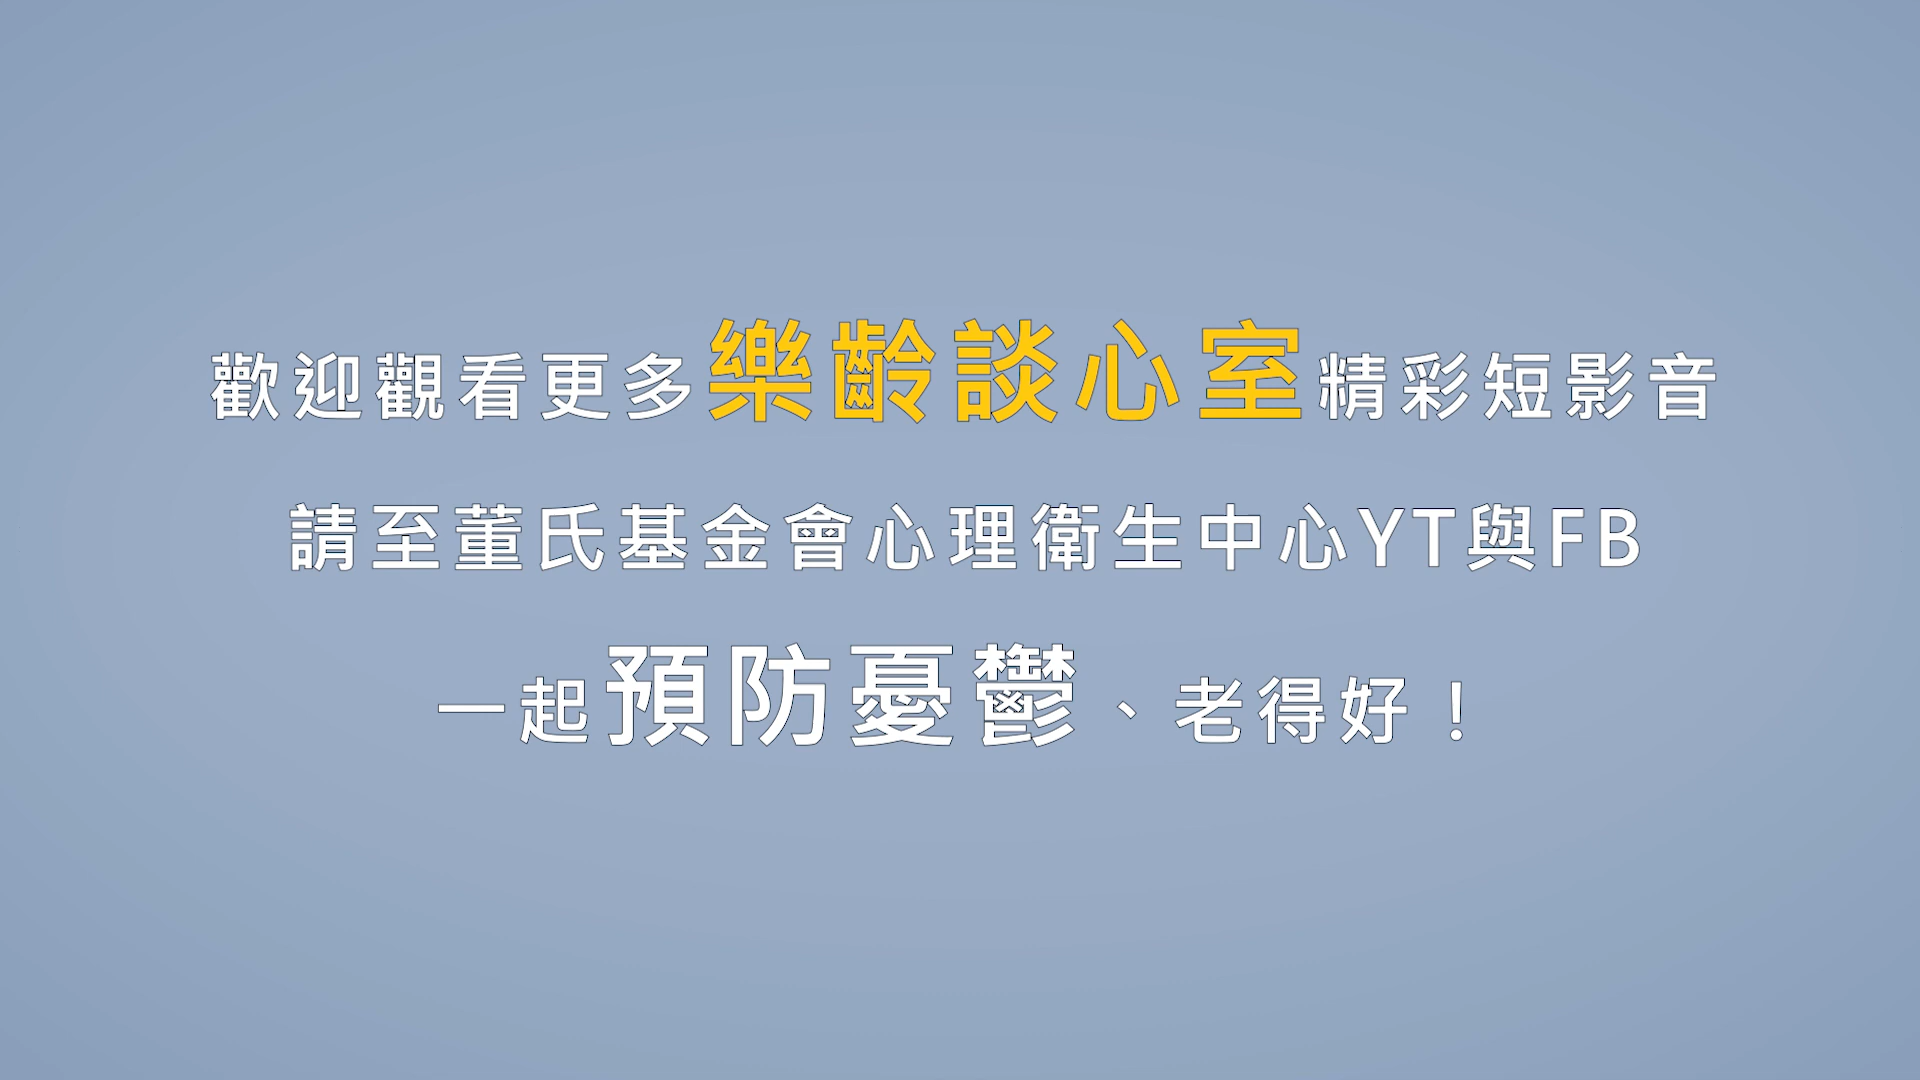 歡迎觀看更多樂齡談心室精彩短影音
請至董氏基金會心理衛生中心YT與FB
一起預防憂鬱、老得好！